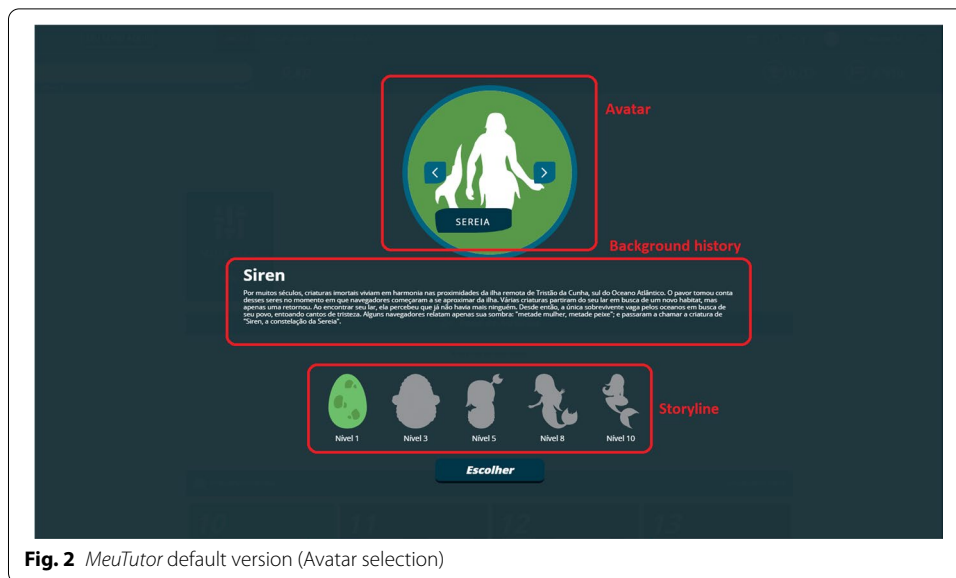 Avatar
SEREIA
Background history
Siren
Por muitos séculos, criaturas imortais viviam em harmonia nas proximidades da ilha remota de Tristão da Cunha, sul do Oceano Atlântico. O pavor tomou conta
desses seres no momento em que navegadores começaram a se aproximar da ilha. Várias criaturas partiram do seu lar em busca de um novo habitat, mas
apenas uma retornou. Ao encontrar seu lar, ela percebeu que já não havia mais ninguém. Desde então, a única sobrevivente vaga pelos oceanos em busca de
seu povo, entoando cantos de tristeza. Alguns navegadores relatam apenas sua sombra: "metade mulher, metade peixe"; e passaram a chamar a criatura de
"Siren, a constelação da Sereia".
Storyline
Nível 1 Nível 3 Nível 5 Nível 8 Nível 10
Escolher
10 11 12 13
Fig. 2 MeuTutor default version (Avatar selection)